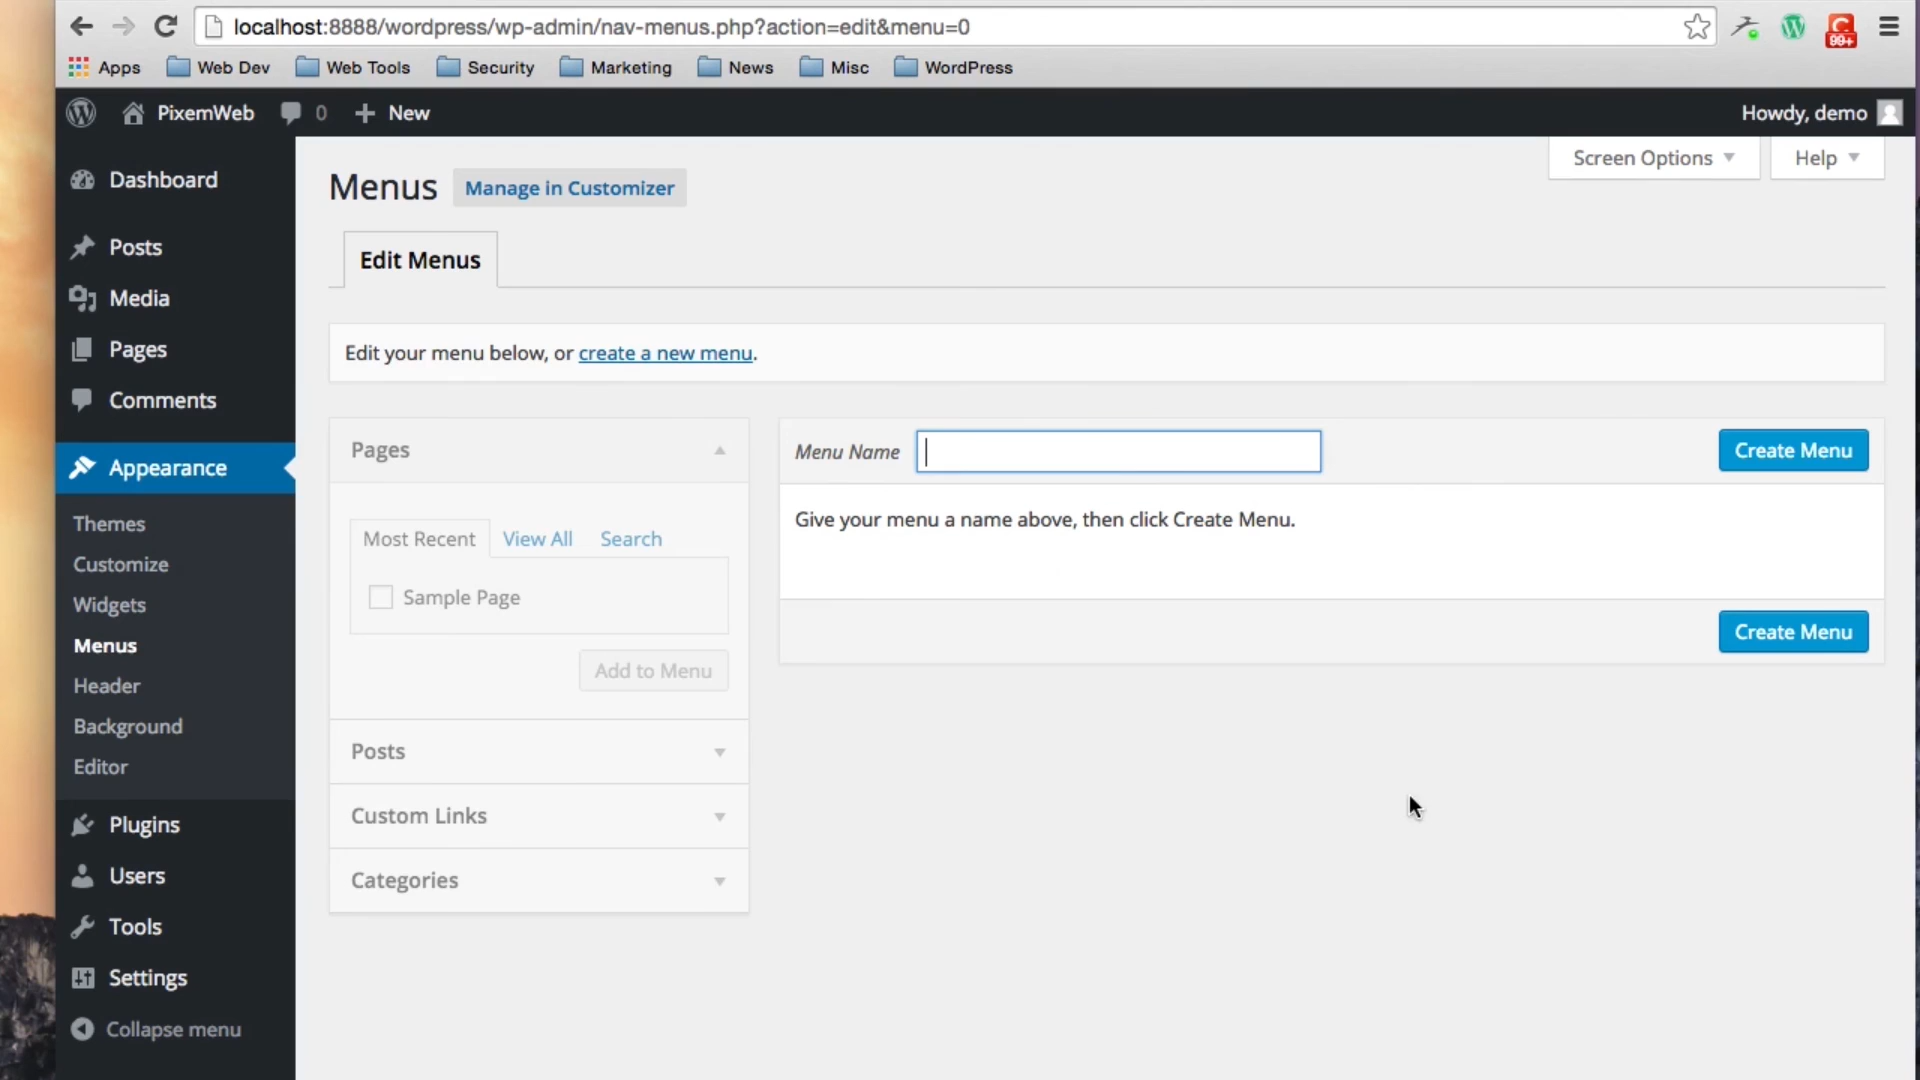 localhost:8888/wordpress/wp-admin/nav-menus.php?action=edit&menu=0
99+
Apps Web Dev Web Tools Security Marketing News Misc WordPress
PixemWeb 0 New Howdy, demo
Screen Options Help
Dashboard
Posts
Media
Pages
Comments
Appearance
Themes
Customize
Widgets
Menus
Header
Background
Editor
Plugins
Users
Tools
Settings
Collapse menu
Menus Manage in Customizer
Edit Menus
Edit your menu below, or create a new menu.
Pages
Most Recent View All Search
Sample Page
Add to Menu
Posts
Custom Links
Categories
Menu Name Create Menu
Give your menu a name above, then click Create Menu.
Create Menu